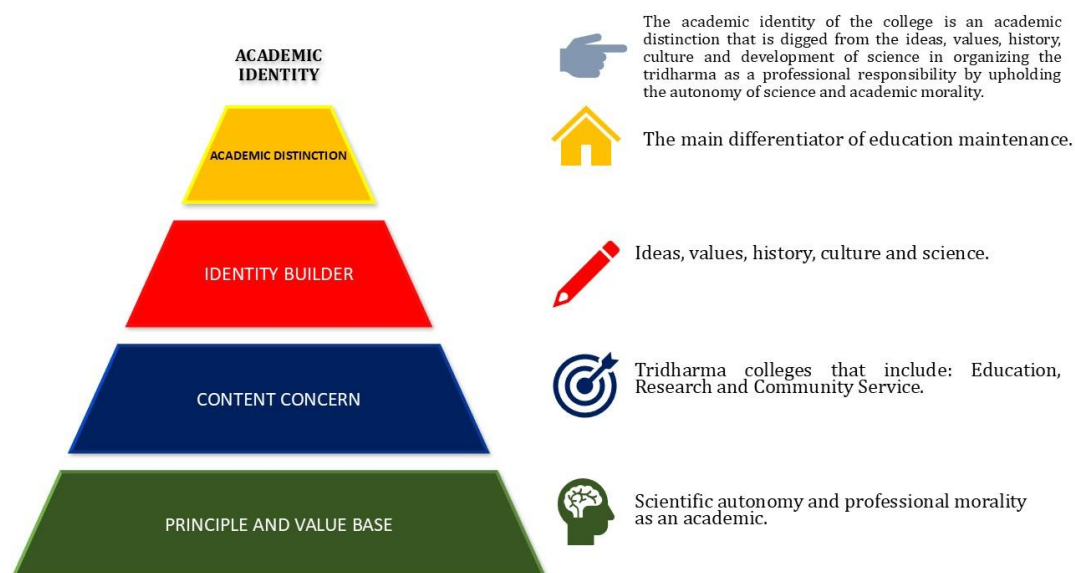 ACADEMIC
IDENTITY
The academic identity of the college is an academic
distinction that is digged from the ideas, values, history,
culture and development of science in organizing the
tridharma as a professional responsibility by upholding
the autonomy of science and academic morality.
ACADEMIC DISTINCTION
The main differentiator of education maintenance.
IDENTITY BUILDER
Ideas, values, history, culture and science.
CONTENT CONCERN
Tridharma colleges that include: Education,
Research and Community Service.
PRINCIPLE AND VALUE BASE
Scientific autonomy and professional morality
as an academic.